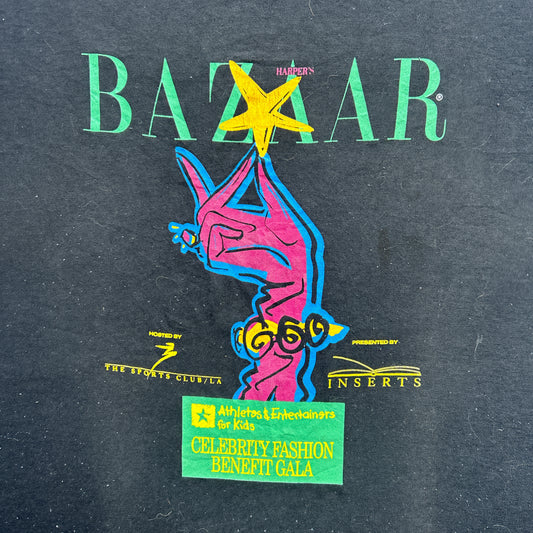 HARPER'S
BAZAAR®
HOSTED BY
THE SPORTS CLUB/LA
PRESENTED BY
INSERTS
Athletes & Entertainers
for Kids
CELEBRITY FASHION
BENEFIT GALA